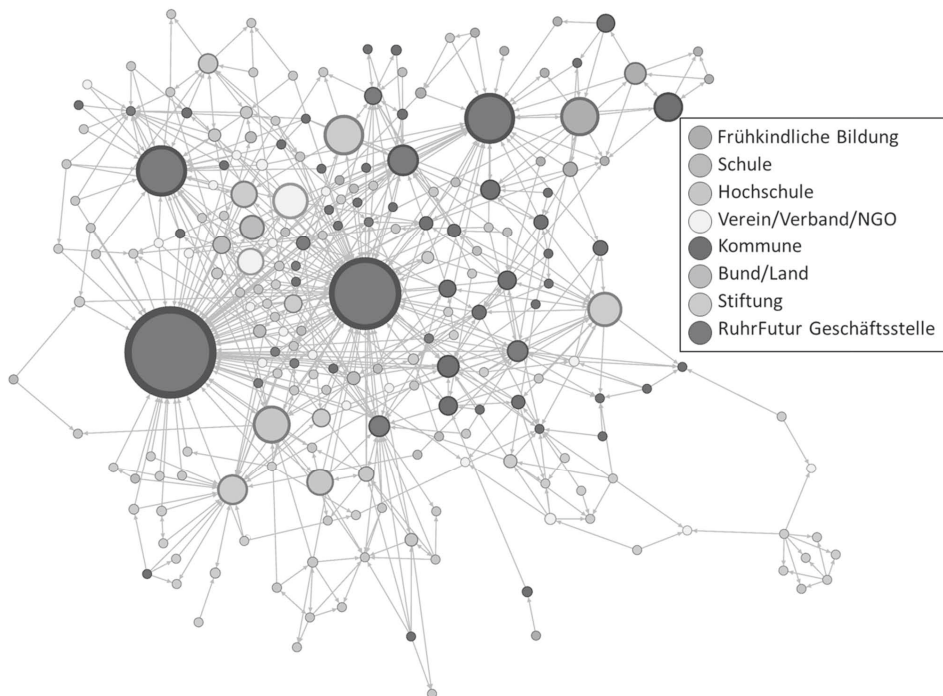 Frühkindliche Bildung
Schule
Hochschule
Verein/Verband/NGO
Kommune
Bund/Land
Stiftung
RuhrFutur Geschäftsstelle